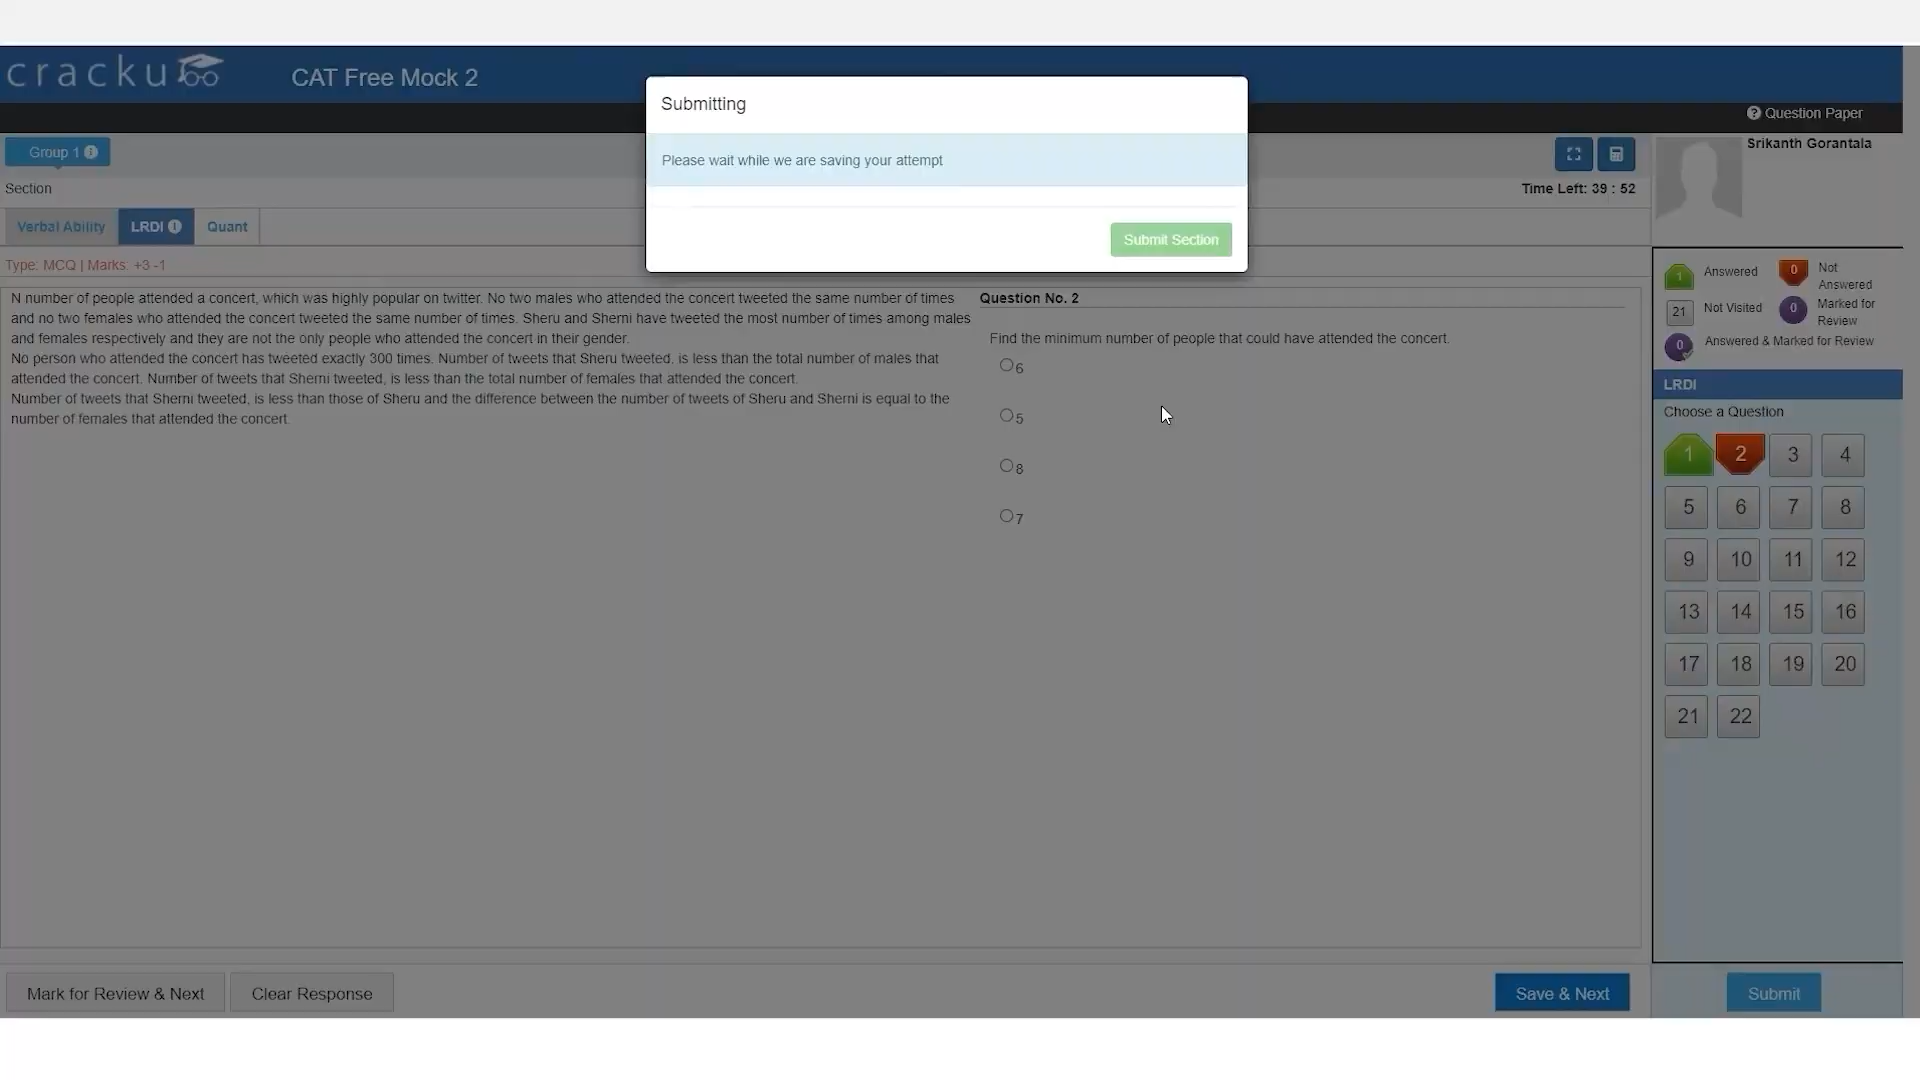 cracku
CAT Free Mock 2
Submitting
Please wait while we are saving your attempt
Submit Section
Question Paper
Group 1
Srikanth Gorantala
Section
Time Left: 39 : 52
Verbal Ability
LRDI
Quant
Type: MCQ | Marks: +3 -1
N number of people attended a concert, which was highly popular on twitter. No two males who attended the concert tweeted the same number of times
and no two females who attended the concert tweeted the same number of times. Sheru and Sherni have tweeted the most number of times among males
and females respectively and they are not the only people who attended the concert in their gender.
No person who attended the concert has tweeted exactly 300 times. Number of tweets that Sheru tweeted, is less than the total number of males that
attended the concert. Number of tweets that Sherni tweeted, is less than the total number of females that attended the concert.
Number of tweets that Sherni tweeted, is less than those of Sheru and the difference between the number of tweets of Sheru and Sherni is equal to the
number of females that attended the concert.
Question No. 2
Find the minimum number of people that could have attended the concert.
6
5
8
7
1 Answered
0 Not Answered
21 Not Visited
0 Marked for Review
0 Answered & Marked for Review
LRDI
Choose a Question
1 2 3 4
5 6 7 8
9 10 11 12
13 14 15 16
17 18 19 20
21 22
Mark for Review & Next
Clear Response
Save & Next
Submit